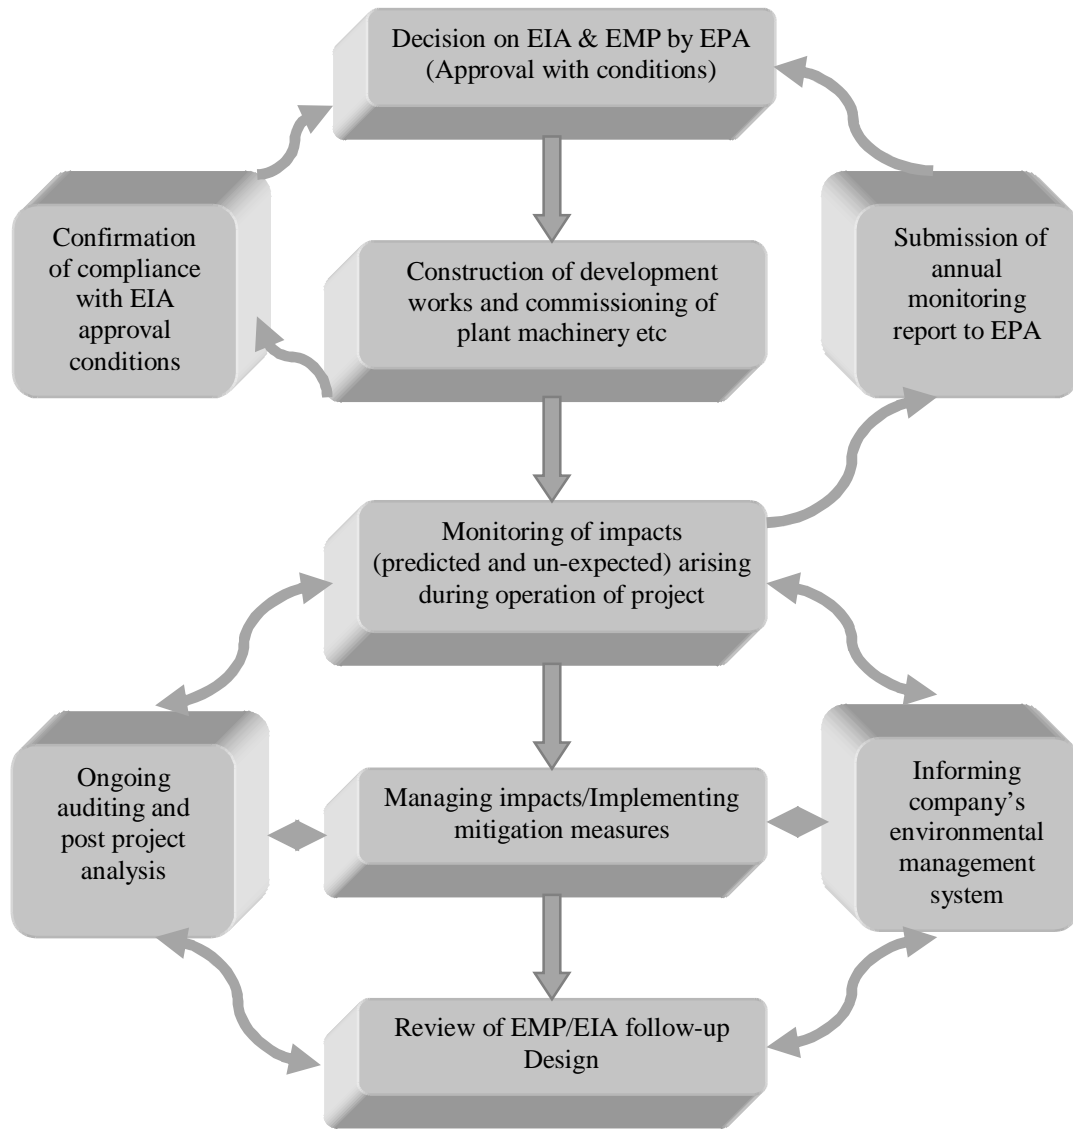 Decision on EIA & EMP by EPA
(Approval with conditions)
Confirmation
of compliance
with EIA
approval
conditions
Construction of development
works and commissioning of
plant machinery etc
Submission of
annual
monitoring
report to EPA
Monitoring of impacts
(predicted and un-expected) arising
during operation of project
Ongoing
auditing and
post project
analysis
Managing impacts/Implementing
mitigation measures
Informing
company’s
environmental
management
system
Review of EMP/EIA follow-up
Design